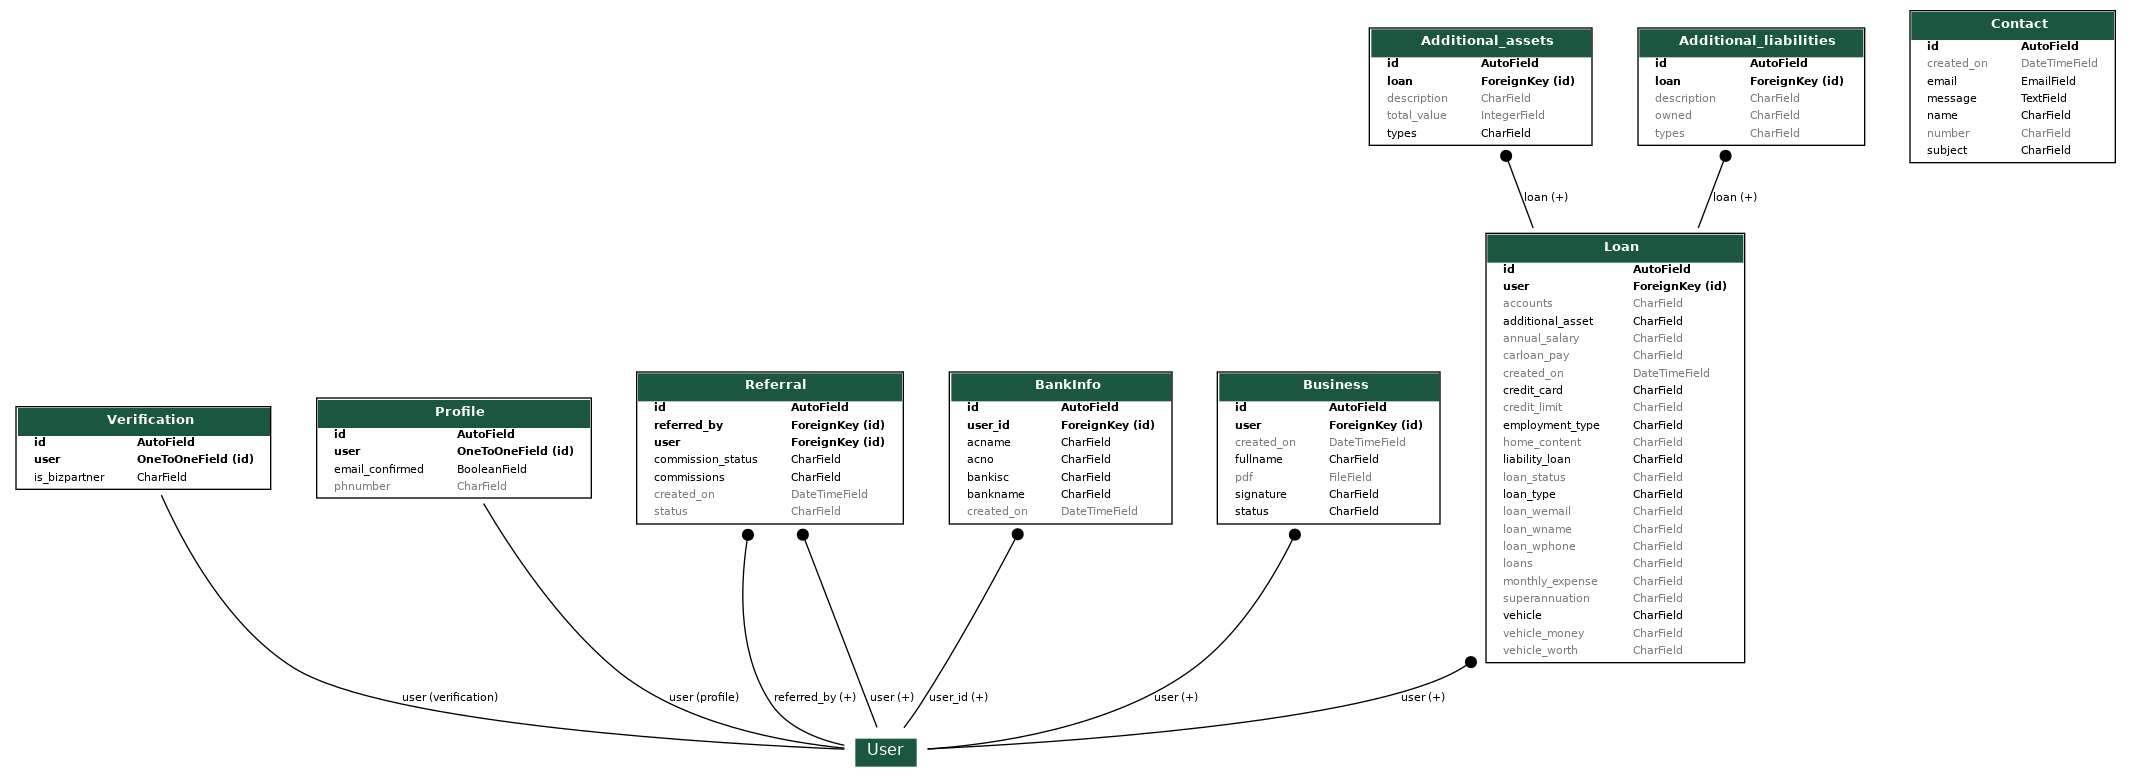 Additional_assets
id AutoField
loan ForeignKey (id)
description CharField
total_value IntegerField
types CharField
Additional_liabilities
id AutoField
loan ForeignKey (id)
description CharField
owned CharField
types CharField
Contact
id AutoField
created_on DateTimeField
email EmailField
message TextField
name CharField
number CharField
subject CharField
loan (+)
loan (+)
Loan
id AutoField
user ForeignKey (id)
accounts CharField
additional_asset CharField
annual_salary CharField
carloan_pay CharField
created_on DateTimeField
credit_card CharField
credit_limit CharField
employment_type CharField
home_content CharField
liability_loan CharField
loan_status CharField
loan_type CharField
loan_wemail CharField
loan_wname CharField
loan_wphone CharField
loans CharField
monthly_expense CharField
superannuation CharField
vehicle CharField
vehicle_money CharField
vehicle_worth CharField
Verification
id AutoField
user OneToOneField (id)
is_bizpartner CharField
Profile
id AutoField
user OneToOneField (id)
email_confirmed BooleanField
phnumber CharField
Referral
id AutoField
referred_by ForeignKey (id)
user ForeignKey (id)
commission_status CharField
commissions CharField
created_on DateTimeField
status CharField
BankInfo
id AutoField
user_id ForeignKey (id)
acname CharField
acno CharField
bankisc CharField
bankname CharField
created_on DateTimeField
Business
id AutoField
user ForeignKey (id)
created_on DateTimeField
fullname CharField
pdf FileField
signature CharField
status CharField
user (verification)
user (profile)
referred_by (+)
user (+)
user_id (+)
user (+)
user (+)
User